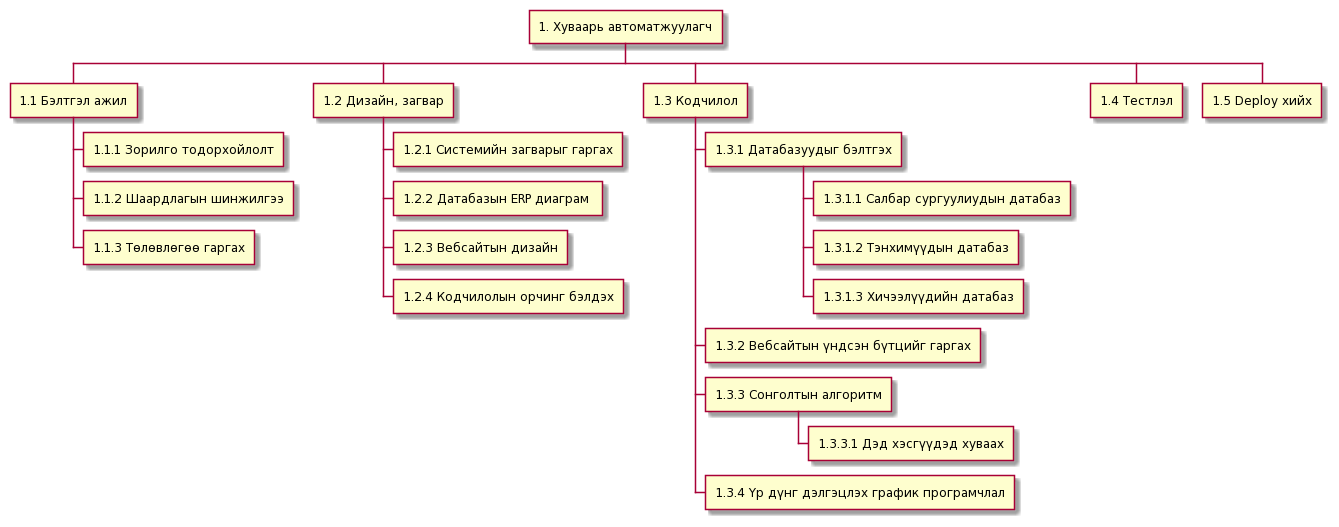 1. Хуваарь автоматжуулагч
1.1 Бэлтгэл ажил
1.1.1 Зорилго тодорхойлолт
1.1.2 Шаардлагын шинжилгээ
1.1.3 Төлөвлөгөө гаргах
1.2 Дизайн, загвар
1.2.1 Системийн загварыг гаргах
1.2.2 Датабазын ERP диаграм
1.2.3 Вебсайтын дизайн
1.2.4 Кодчилолын орчинг бэлдэх
1.3 Кодчилол
1.3.1 Датабазуудыг бэлтгэх
1.3.1.1 Салбар сургуулиудын датабаз
1.3.1.2 Тэнхимүүдын датабаз
1.3.1.3 Хичээлүүдийн датабаз
1.3.2 Вебсайтын үндсэн бүтцийг гаргах
1.3.3 Сонголтын алгоритм
1.3.3.1 Дэд хэсгүүдэд хуваах
1.3.4 Үр дүнг дэлгэцлэх график програмчлал
1.4 Тестлэл
1.5 Deploy хийх